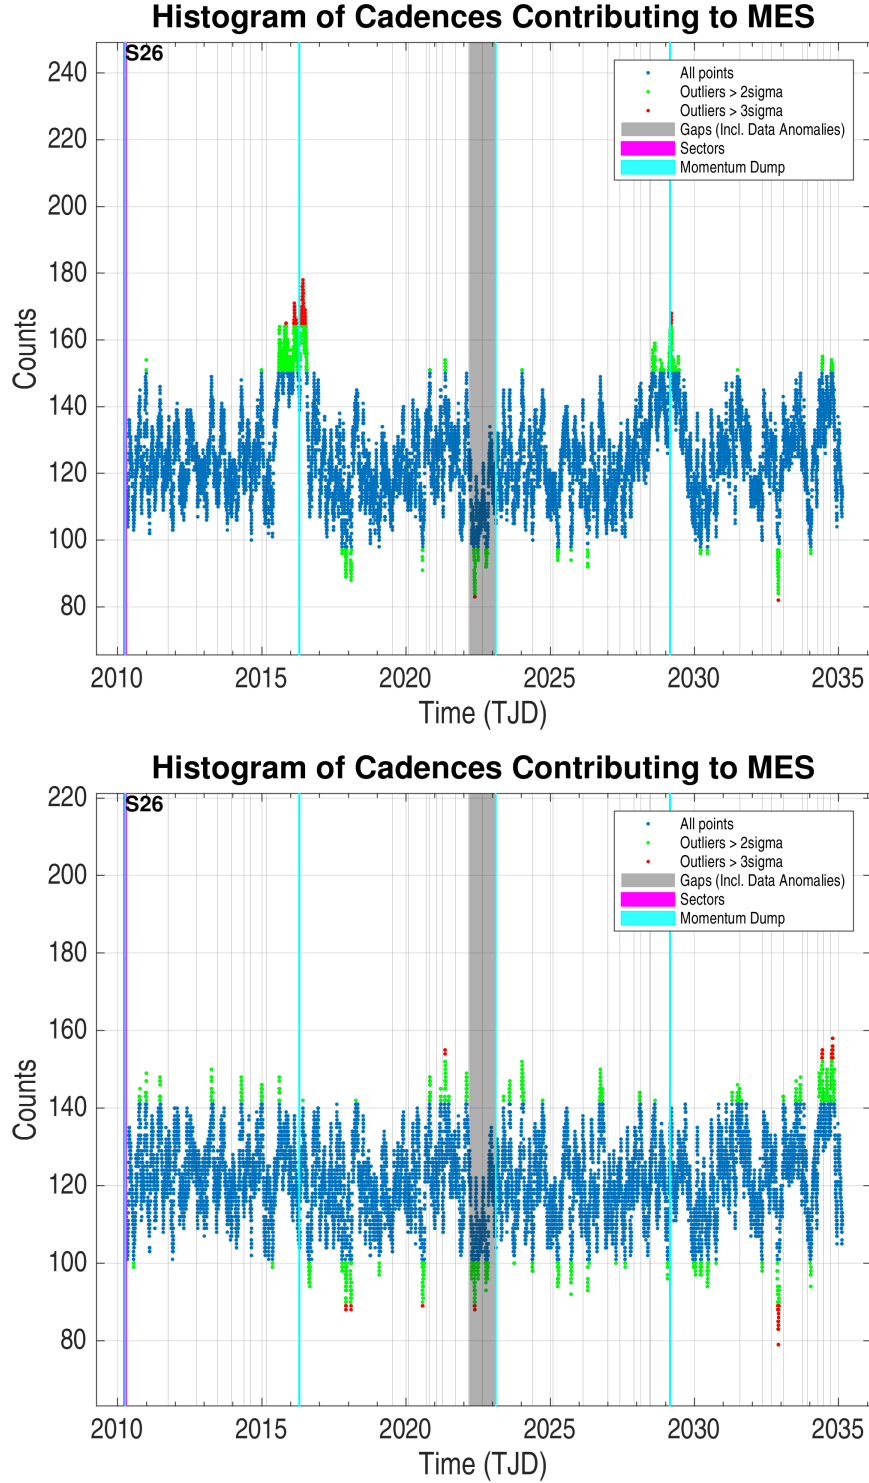 Histogram of Cadences Contributing to MES
S26
240
220
200
180
160
140
120
100
80
Counts
All points
Outliers > 2sigma
Outliers > 3sigma
Gaps (Incl. Data Anomalies)
Sectors
Momentum Dump
2010 2015 2020 2025 2030 2035
Time (TJD)
Histogram of Cadences Contributing to MES
S26
220
200
180
160
140
120
100
80
Counts
All points
Outliers > 2sigma
Outliers > 3sigma
Gaps (Incl. Data Anomalies)
Sectors
Momentum Dump
2010 2015 2020 2025 2030 2035
Time (TJD)